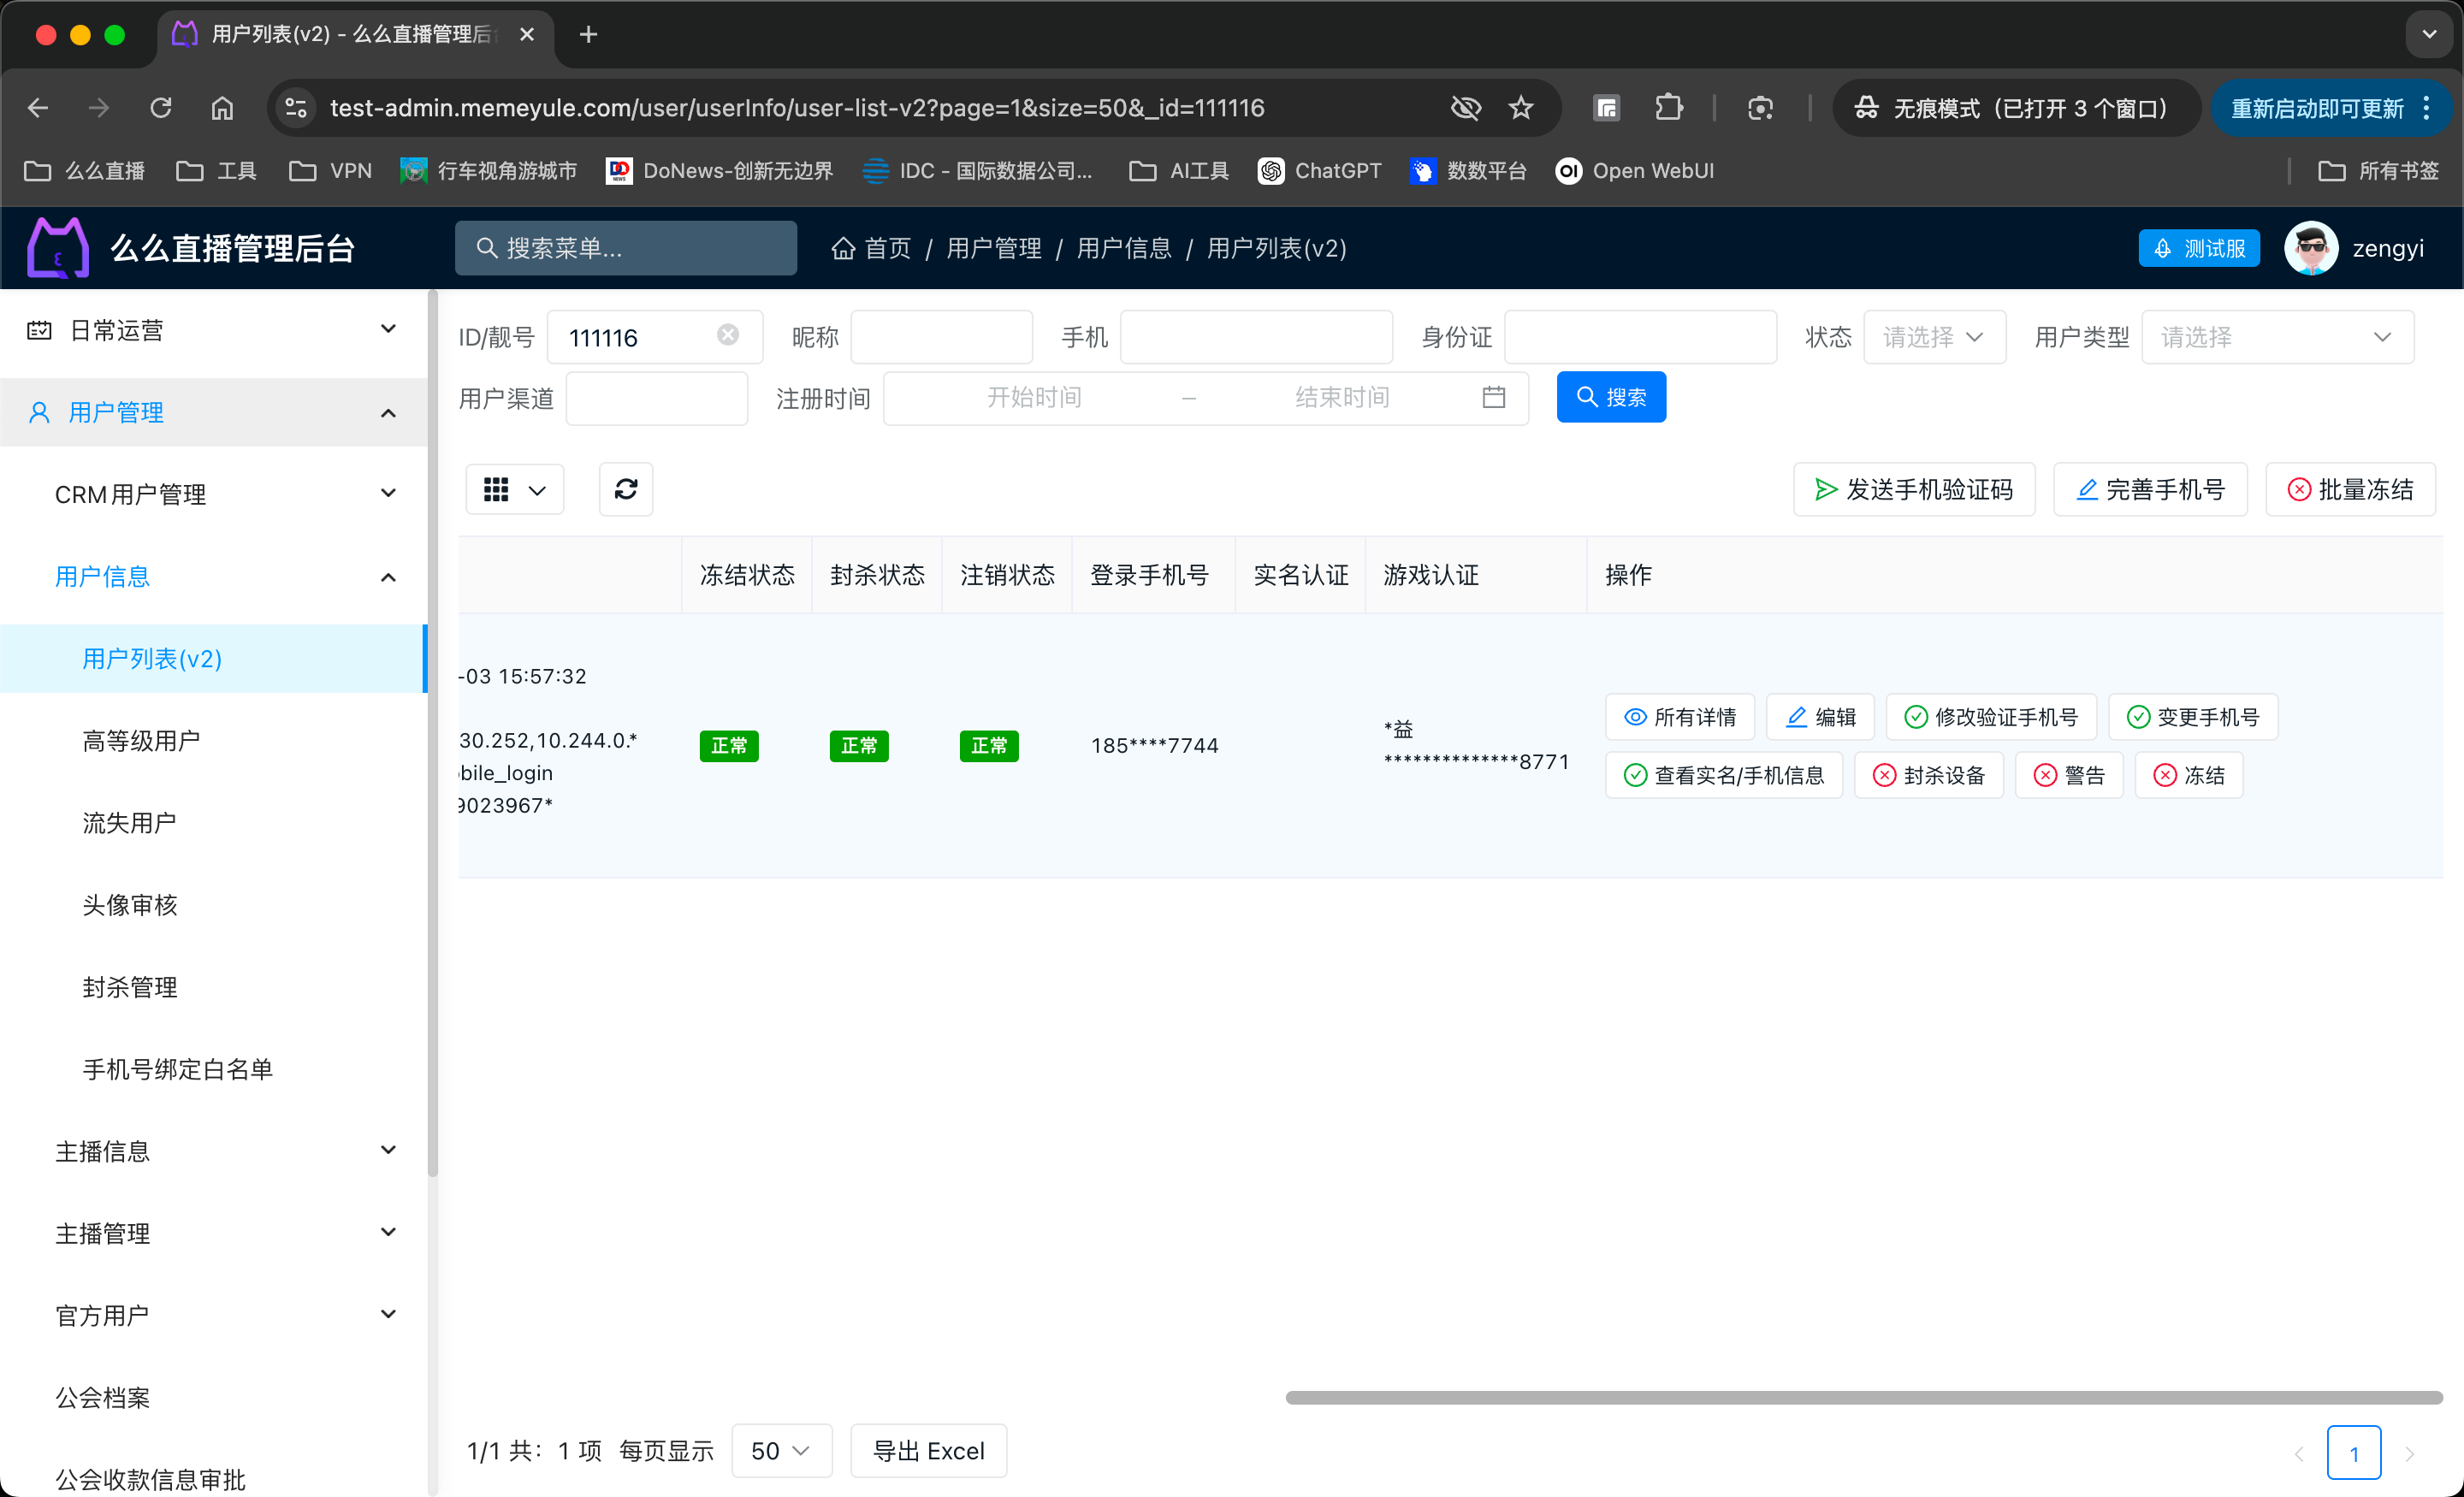 用户列表(v2) - 么么直播管理后
test-admin.memeyule.com/user/userInfo/user-list-v2?page=1&size=50&_id=111116
无痕模式（已打开 3 个窗口）
重新启动即可更新
么么直播
工具
VPN
行车视角游城市
DoNews-创新无边界
IDC - 国际数据公司...
AI工具
ChatGPT
数数平台
Open WebUI
所有书签
么么直播管理后台
搜索菜单...
首页 / 用户管理 / 用户信息 / 用户列表(v2)
测试服
zengyi
日常运营
用户管理
CRM用户管理
用户信息
用户列表(v2)
高等级用户
流失用户
头像审核
封杀管理
手机号绑定白名单
主播信息
主播管理
官方用户
公会档案
公会收款信息审批
ID/靓号 111116 昵称 手机 身份证 状态 请选择 用户类型 请选择
用户渠道 注册时间 开始时间 – 结束时间 搜索
发送手机验证码 完善手机号 批量冻结
冻结状态 封杀状态 注销状态 登录手机号 实名认证 游戏认证 操作
-03 15:57:32
30.252,10.244.0.*
bile_login
9023967*
正常 正常 正常 185****7744
*益
**************8771
所有详情 编辑 修改验证手机号 变更手机号
查看实名/手机信息 封杀设备 警告 冻结
1/1 共： 1 项 每页显示 50 导出 Excel
1